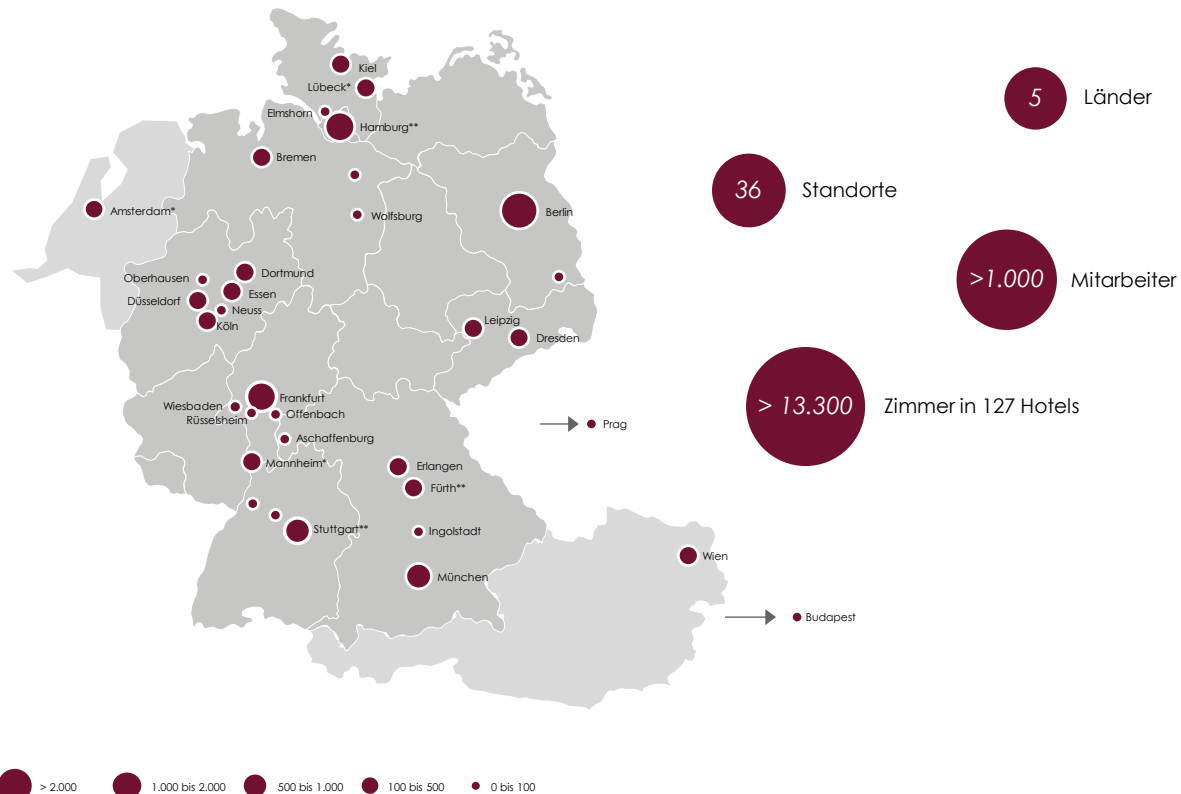 Kiel
Lübeck*
Elmshorn
Hamburg**
Bremen
Amsterdam*
Wolfsburg
Berlin
Oberhausen
Dortmund
Düsseldorf
Essen
Neuss
Köln
Leipzig
Dresden
Frankfurt
Wiesbaden
Rüsselsheim
Offenbach
Aschaffenburg
Mannheim*
Prag
Erlangen
Fürth**
Stuttgart**
Ingolstadt
München
Wien
Budapest
5 Länder
36 Standorte
>1.000 Mitarbeiter
> 13.300 Zimmer in 127 Hotels
> 2.000
1.000 bis 2.000
500 bis 1.000
100 bis 500
0 bis 100